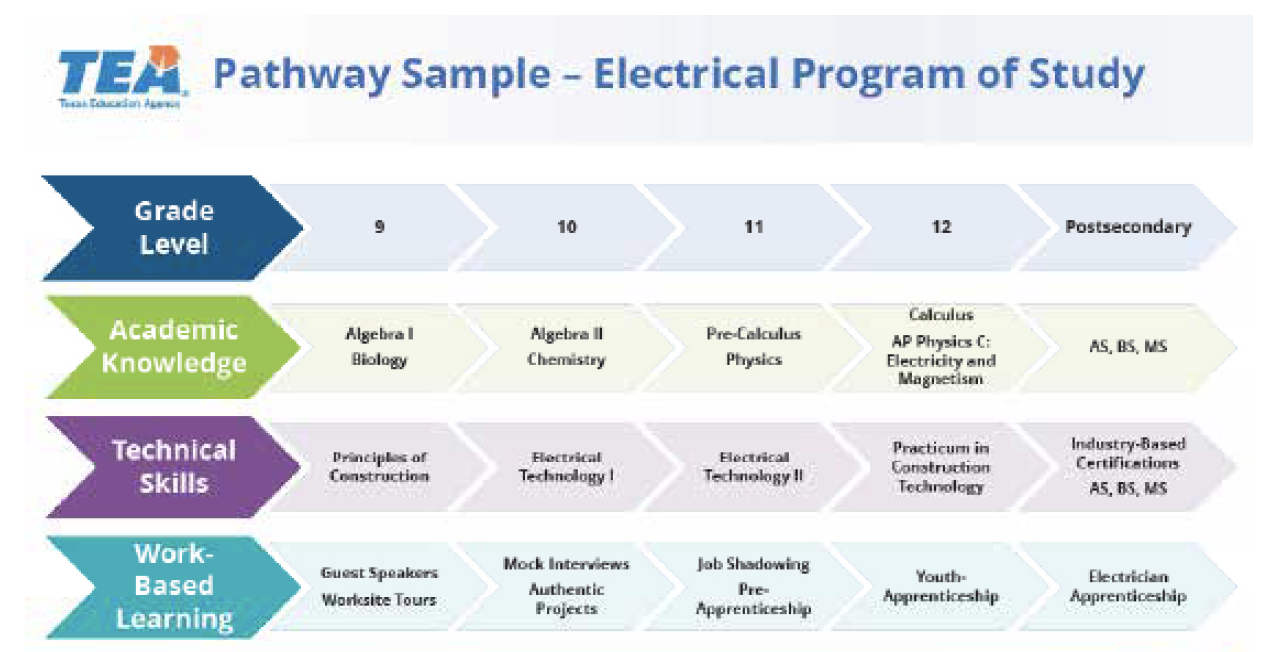 TEA
Texas Education Agency
Pathway Sample – Electrical Program of Study
Grade
Level
9
10
11
12
Postsecondary
Academic
Knowledge
Algebra I
Biology
Algebra II
Chemistry
Pre-Calculus
Physics
Calculus
AP Physics C:
Electricity and
Magnetism
AS, BS, MS
Technical
Skills
Principles of
Construction
Electrical
Technology I
Electrical
Technology II
Practicum in
Construction
Technology
Industry-Based
Certifications
AS, BS, MS
Work-
Based
Learning
Guest Speakers
Worksite Tours
Mock Interviews
Authentic
Projects
Job Shadowing
Pre-
Apprenticeship
Youth-
Apprenticeship
Electrician
Apprenticeship